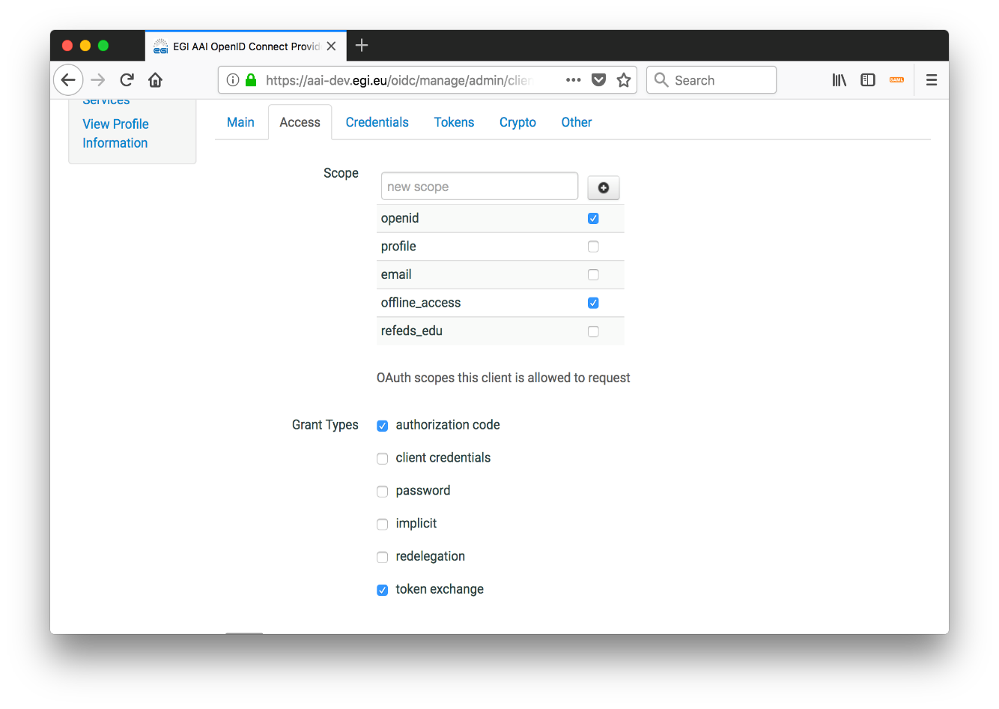 EGI AAI OpenID Connect Provid
https://aai-dev.egi.eu/oidc/manage/admin/clien
Search
SAML
Services
View Profile
Information
Main
Access
Credentials
Tokens
Crypto
Other
Scope
new scope
openid
profile
email
offline_access
refeds_edu
OAuth scopes this client is allowed to request
Grant Types
authorization code
client credentials
password
implicit
redelegation
token exchange